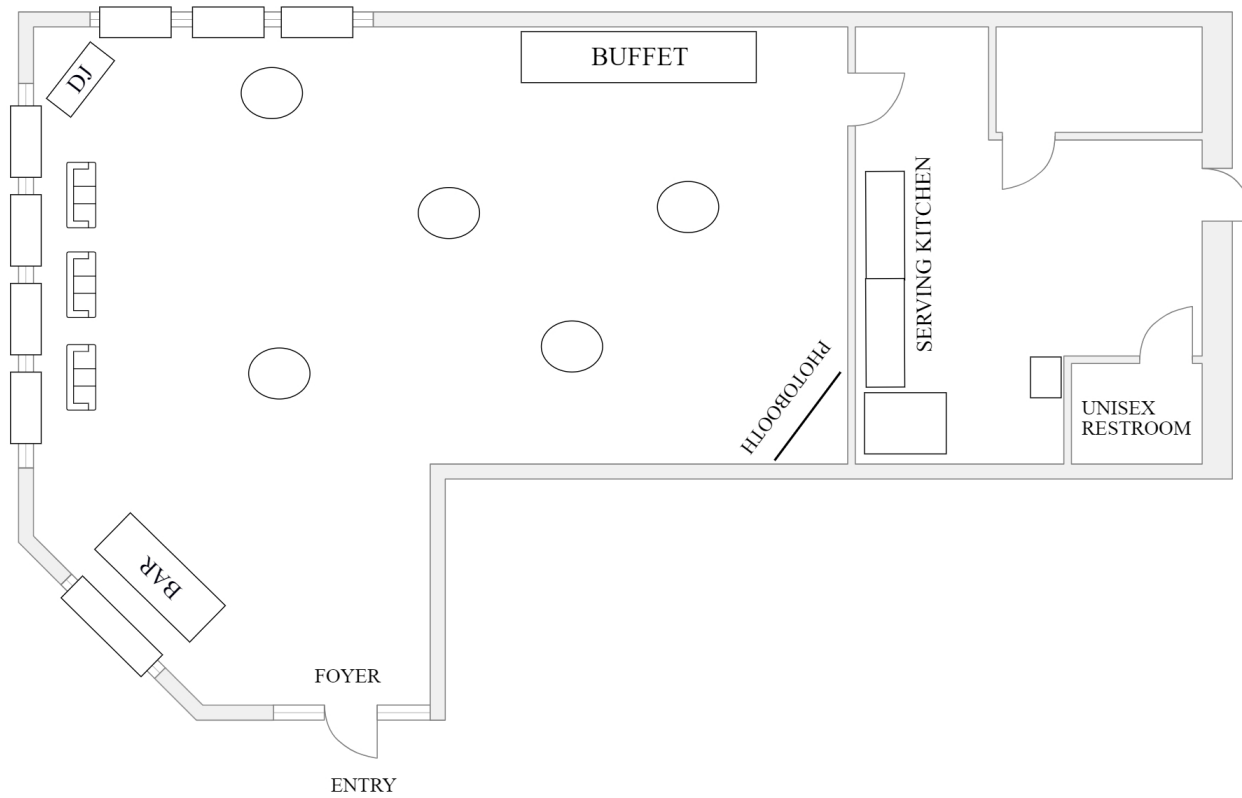 BUFFET
DJ
SERVING KITCHEN
PHOTOBOOTH
UNISEX
RESTROOM
BAR
FOYER
ENTRY